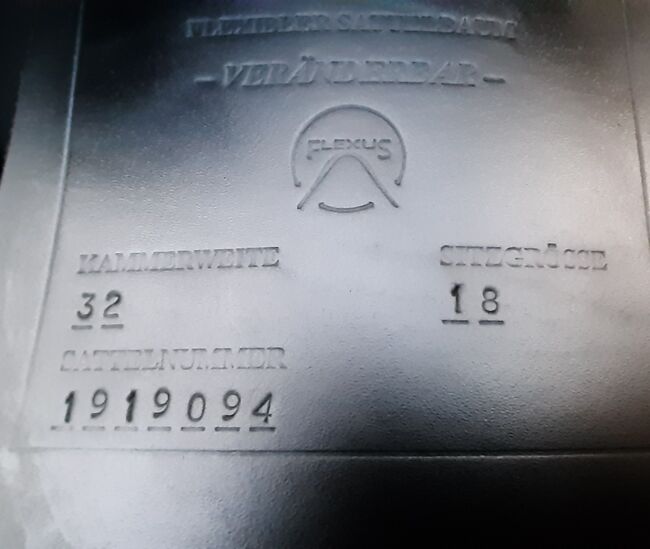 FLEXIBLER SATTELBAUM
- VERÄNDERBAR -
FLEXUS
KAMMERWEITE
SITZGRÖSSE
32
18
SATTELNUMMER
1919094